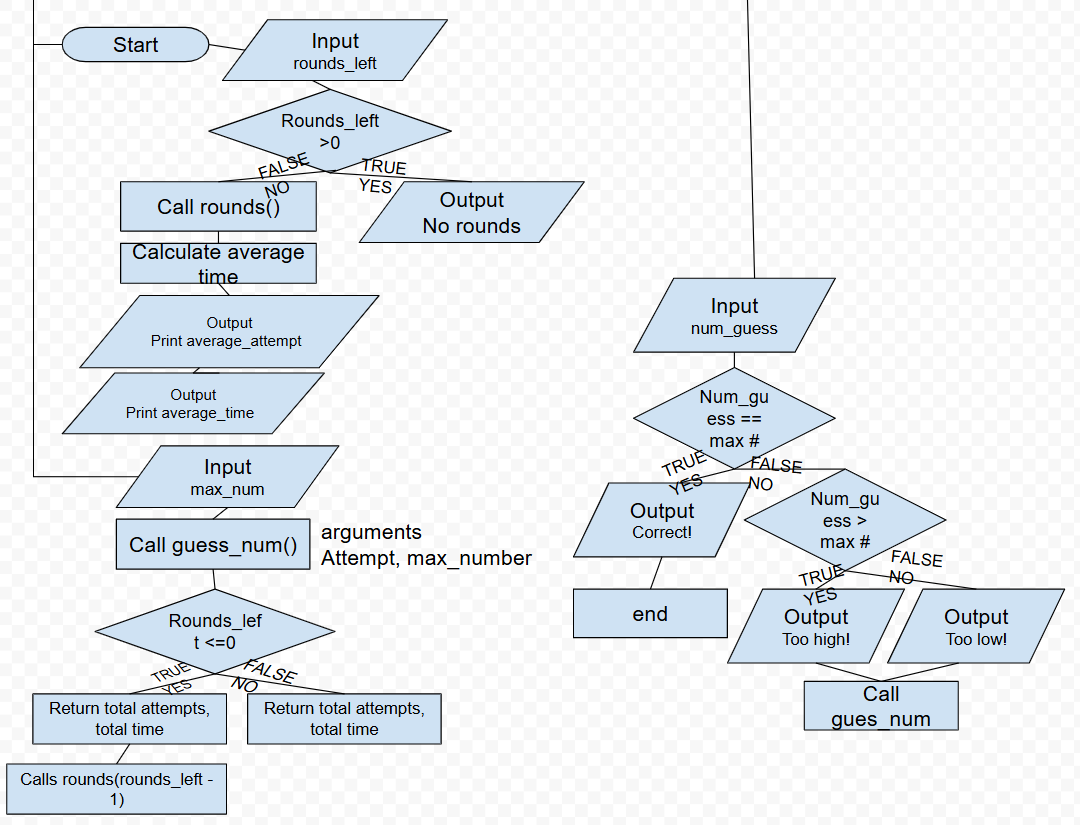 Start
Input
rounds_left
Rounds_left
>0
FALSE
NO
TRUE
YES
Call rounds()
Output
No rounds
Calculate average
time
Output
Print average_attempt
Output
Print average_time
Input
max_num
Call guess_num()
arguments
Attempt, max_number
Rounds_lef
t <=0
TRUE
YES
FALSE
NO
Return total attempts,
total time
Return total attempts,
total time
Calls rounds(rounds_left -
1)
Input
num_guess
Num_gu
ess ==
max #
TRUE
YES
FALSE
NO
Output
Correct!
end
Num_gu
ess >
max #
TRUE
YES
FALSE
NO
Output
Too high!
Output
Too low!
Call
gues_num